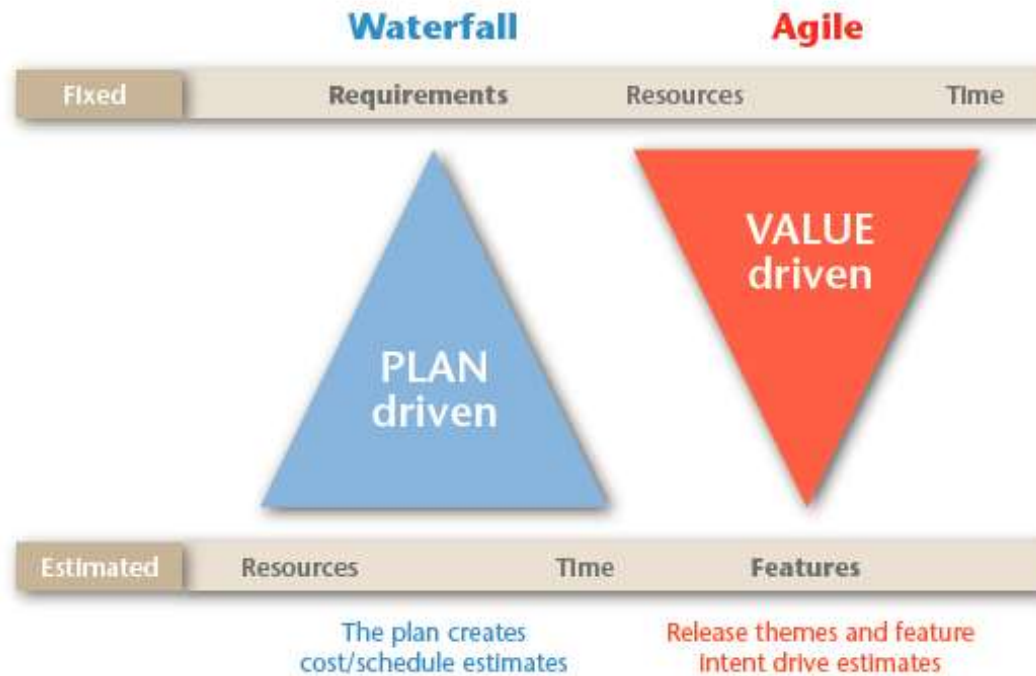 Waterfall Agile
Fixed Requirements Resources Time
VALUE
driven
PLAN
driven
Estimated Resources Time Features
The plan creates
cost/schedule estimates
Release themes and feature
intent drive estimates